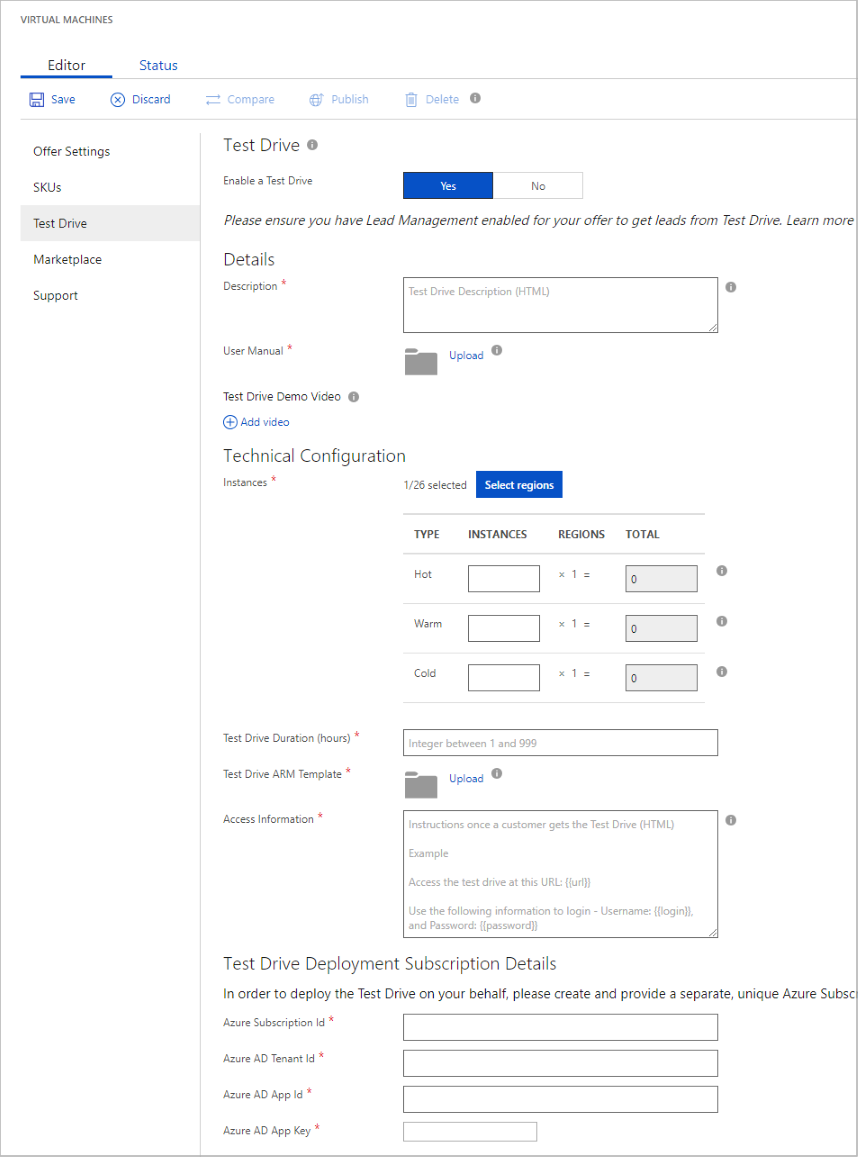 VIRTUAL MACHINES
Editor Status
Save Discard Compare Publish Delete
Offer Settings
SKUs
Test Drive
Marketplace
Support
Test Drive
Enable a Test Drive Yes No
Please ensure you have Lead Management enabled for your offer to get leads from Test Drive. Learn more
Details
Description * Test Drive Description (HTML)
User Manual * Upload
Test Drive Demo Video
Add video
Technical Configuration
Instances * 1/26 selected Select regions
TYPE INSTANCES REGIONS TOTAL
Hot × 1 = 0
Warm × 1 = 0
Cold × 1 = 0
Test Drive Duration (hours) * Integer between 1 and 999
Test Drive ARM Template * Upload
Access Information * Instructions once a customer gets the Test Drive (HTML)
Example
Access the test drive at this URL: {{url}}
Use the following information to login - Username: {{login}},
and Password: {{password}}
Test Drive Deployment Subscription Details
In order to deploy the Test Drive on your behalf, please create and provide a separate, unique Azure Subsc
Azure Subscription Id *
Azure AD Tenant Id *
Azure AD App Id *
Azure AD App Key *